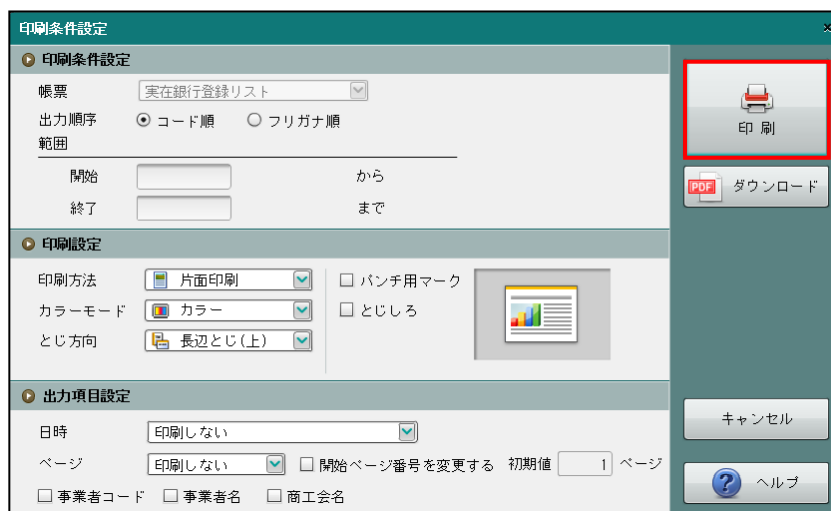 印刷条件設定 ×
印刷条件設定
帳票 実在銀行登録リスト
出力順序 コード順 フリガナ順
範囲
開始 から
終了 まで
印刷設定
印刷方法 片面印刷 パンチ用マーク
カラーモード カラー とじしろ
とじ方向 長辺とじ(上)
出力項目設定
日時 印刷しない
ページ 印刷しない 開始ページ番号を変更する 初期値 1 ページ
事業者コード 事業者名 商工会名
印 刷
PDF ダウンロード
キャンセル
? ヘルプ